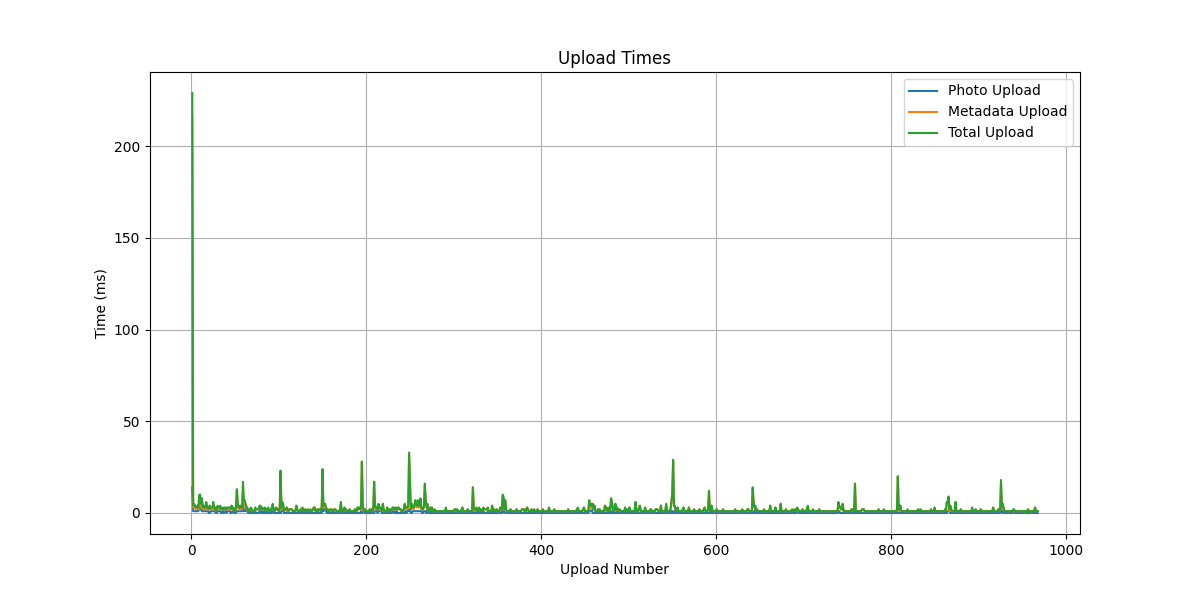 Upload Times
Photo Upload
Metadata Upload
Total Upload
200
150
100
50
0
Time (ms)
0 200 400 600 800 1000
Upload Number